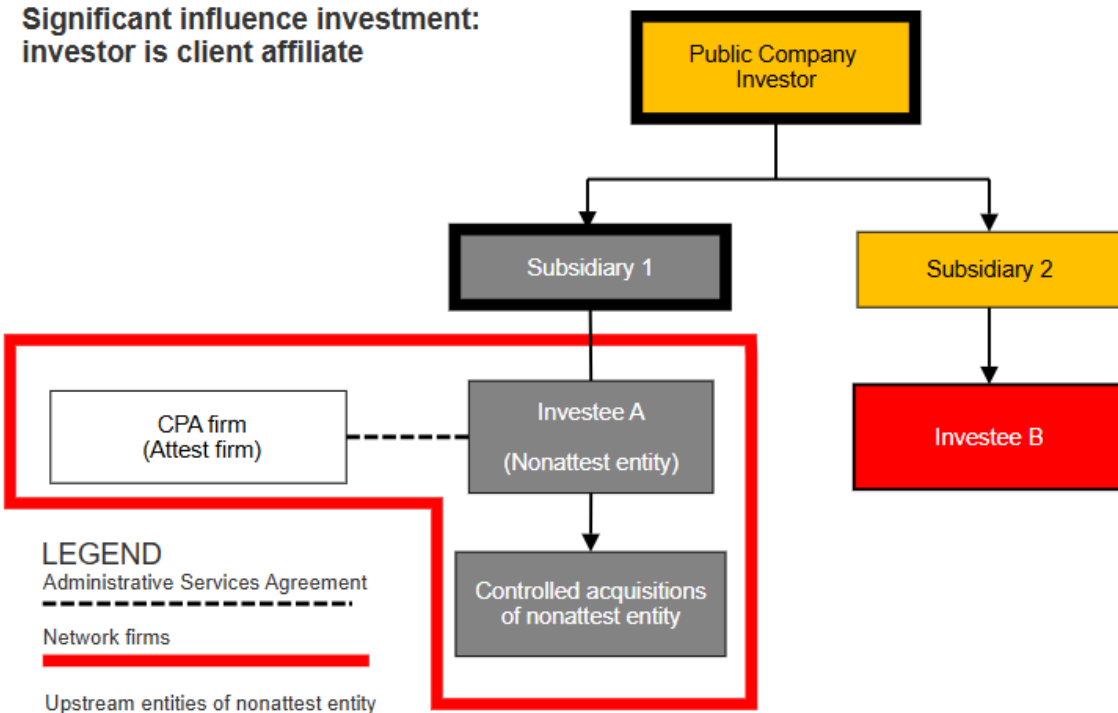 Significant influence investment:
investor is client affiliate
Public Company
Investor
Subsidiary 1
Subsidiary 2
CPA firm
(Attest firm)
Investee A
(Nonattest entity)
Investee B
Controlled acquisitions
of nonattest entity
LEGEND
Administrative Services Agreement
Network firms
Upstream entities of nonattest entity